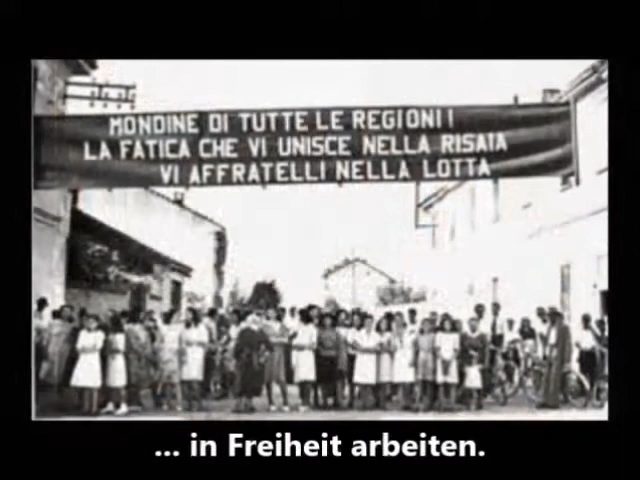 MONDINE DI TUTTE LE REGIONI!
LA FATICA CHE VI UNISCE NELLA RISAIA
VI AFFRATELLI NELLA LOTTA
... in Freiheit arbeiten.